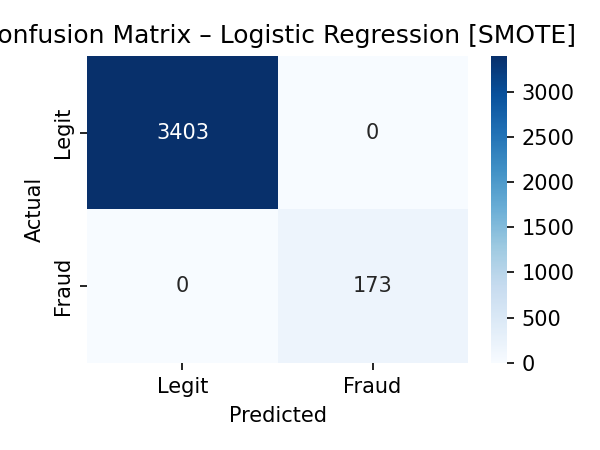 onfusion Matrix – Logistic Regression [SMOTE]
Actual
Legit
Fraud
3403
0
0
173
Legit
Fraud
Predicted
3000
2500
2000
1500
1000
500
0